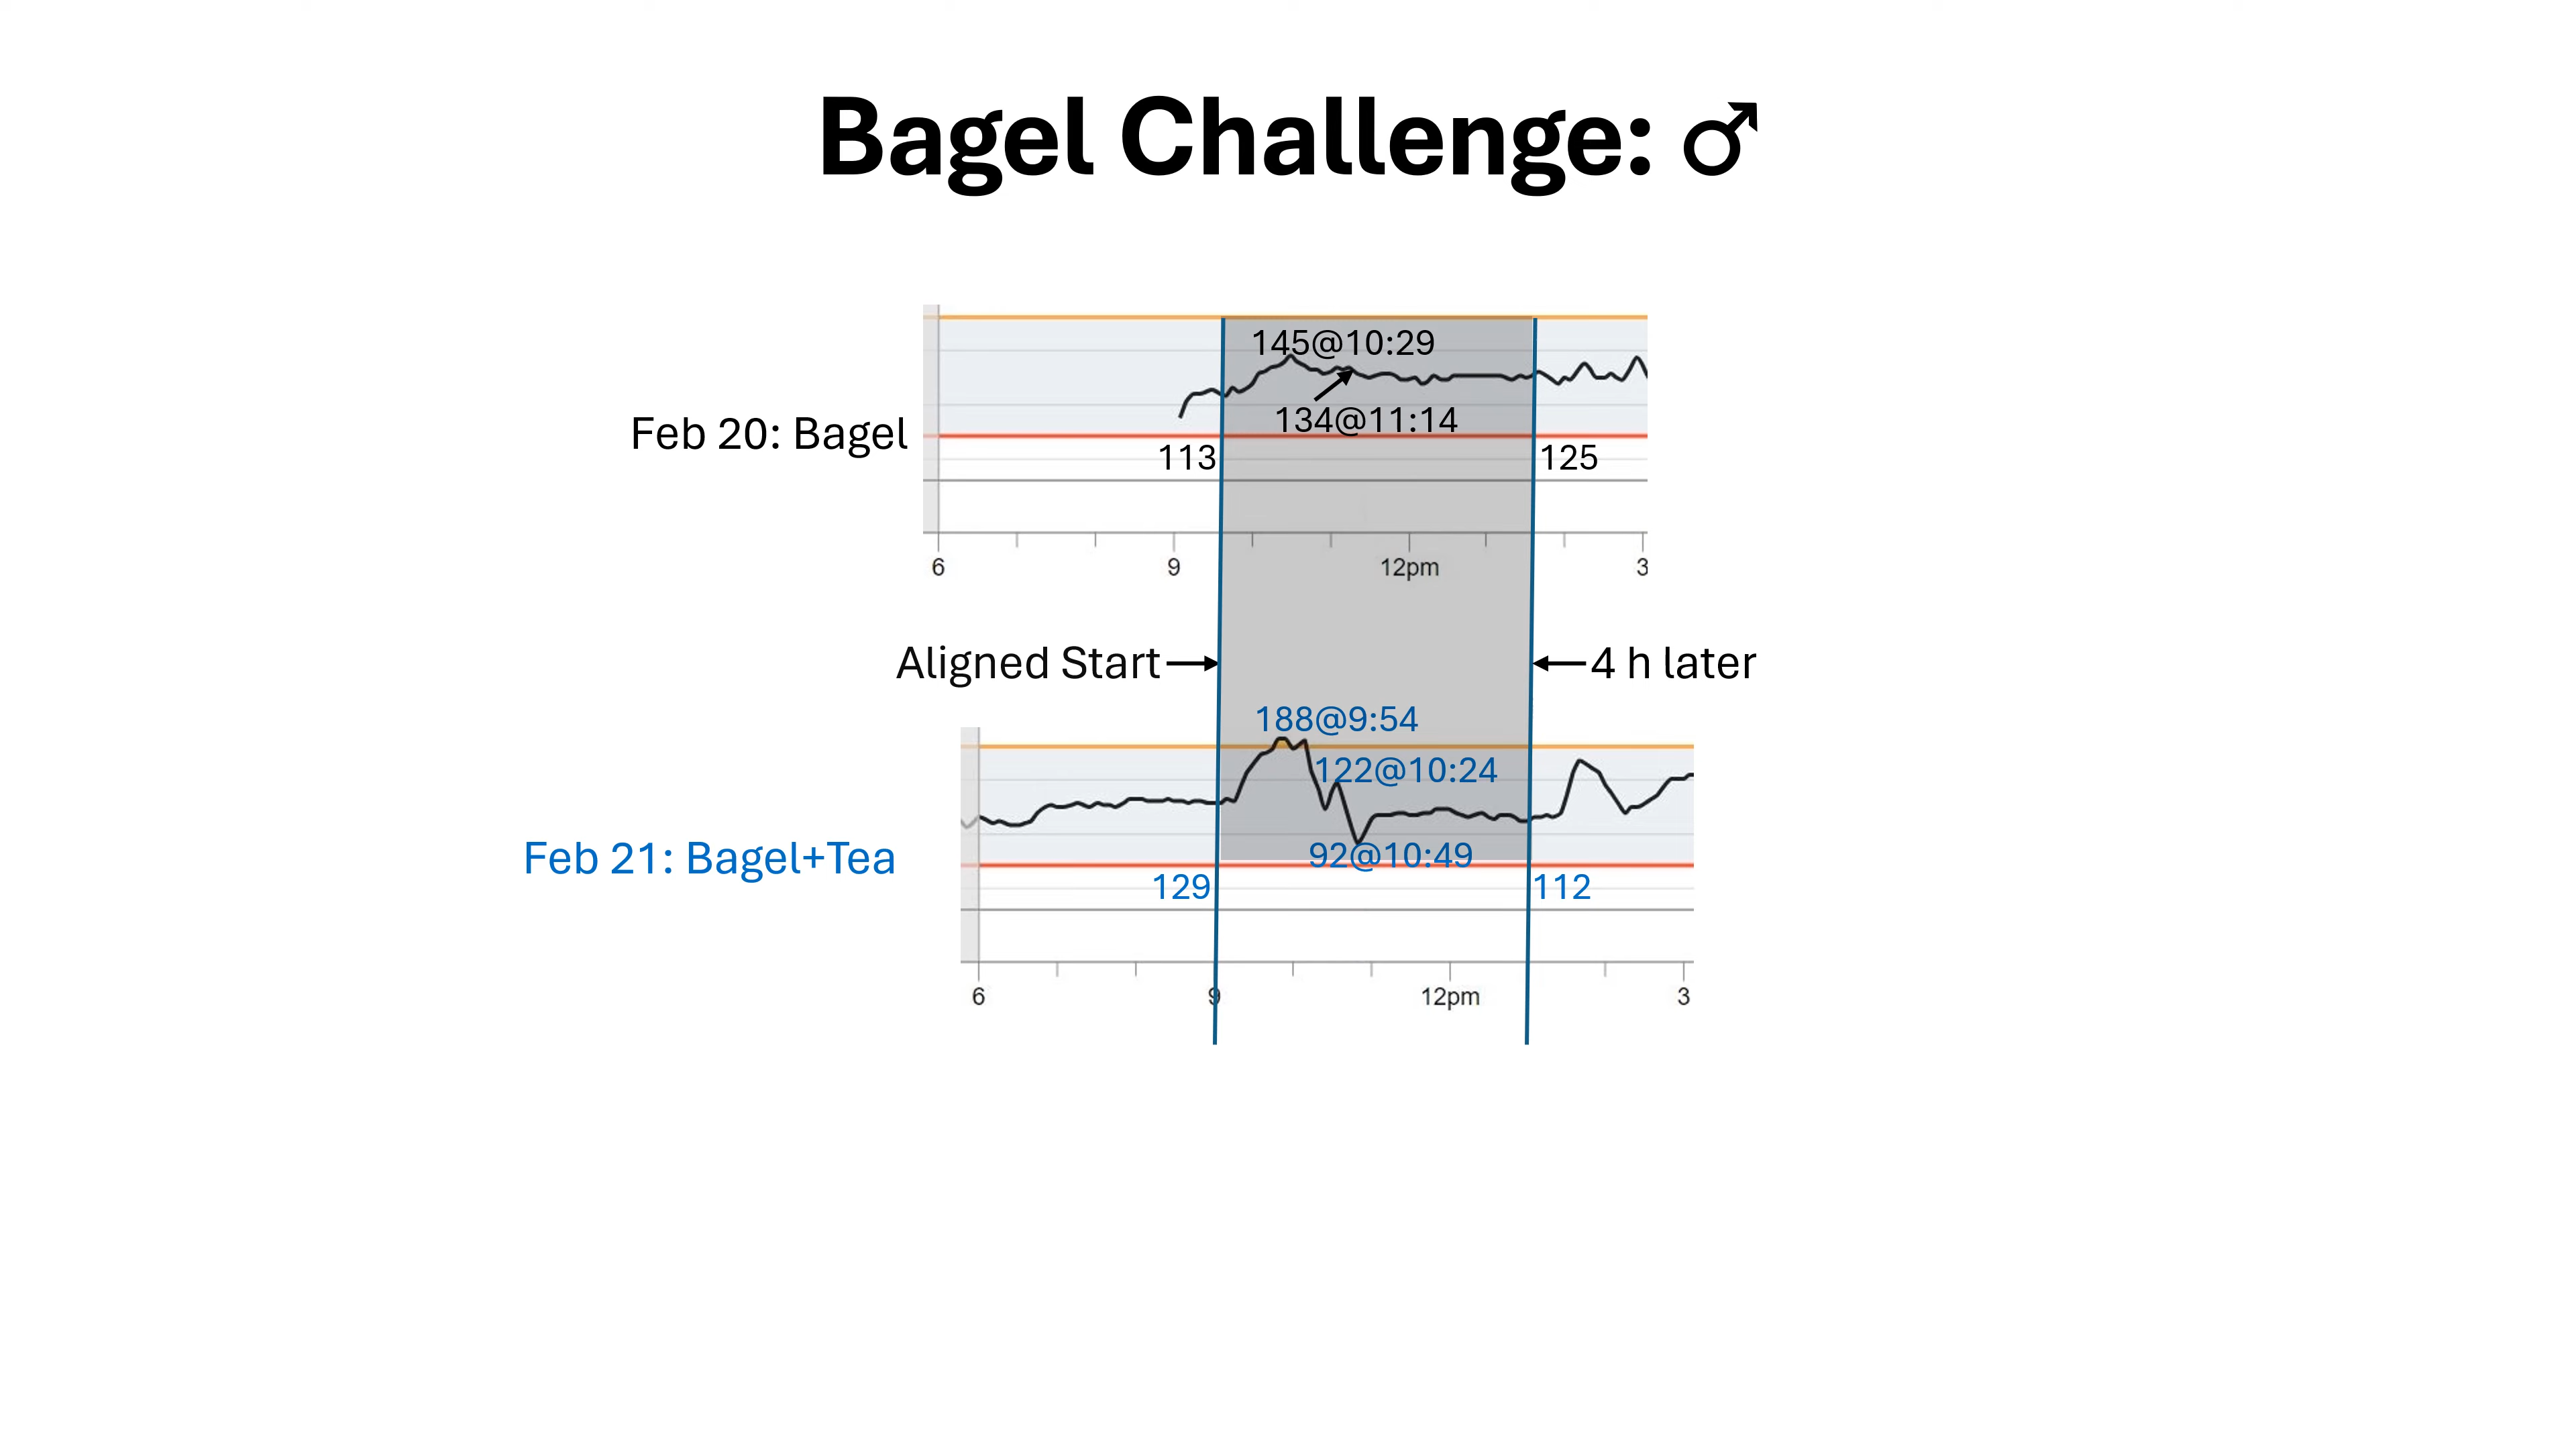 Bagel Challenge: ♂
145@10:29
134@11:14
Feb 20: Bagel
113
125
6 9 12pm 3
Aligned Start
4 h later
188@9:54
122@10:24
Feb 21: Bagel+Tea
92@10:49
129
112
6 9 12pm 3